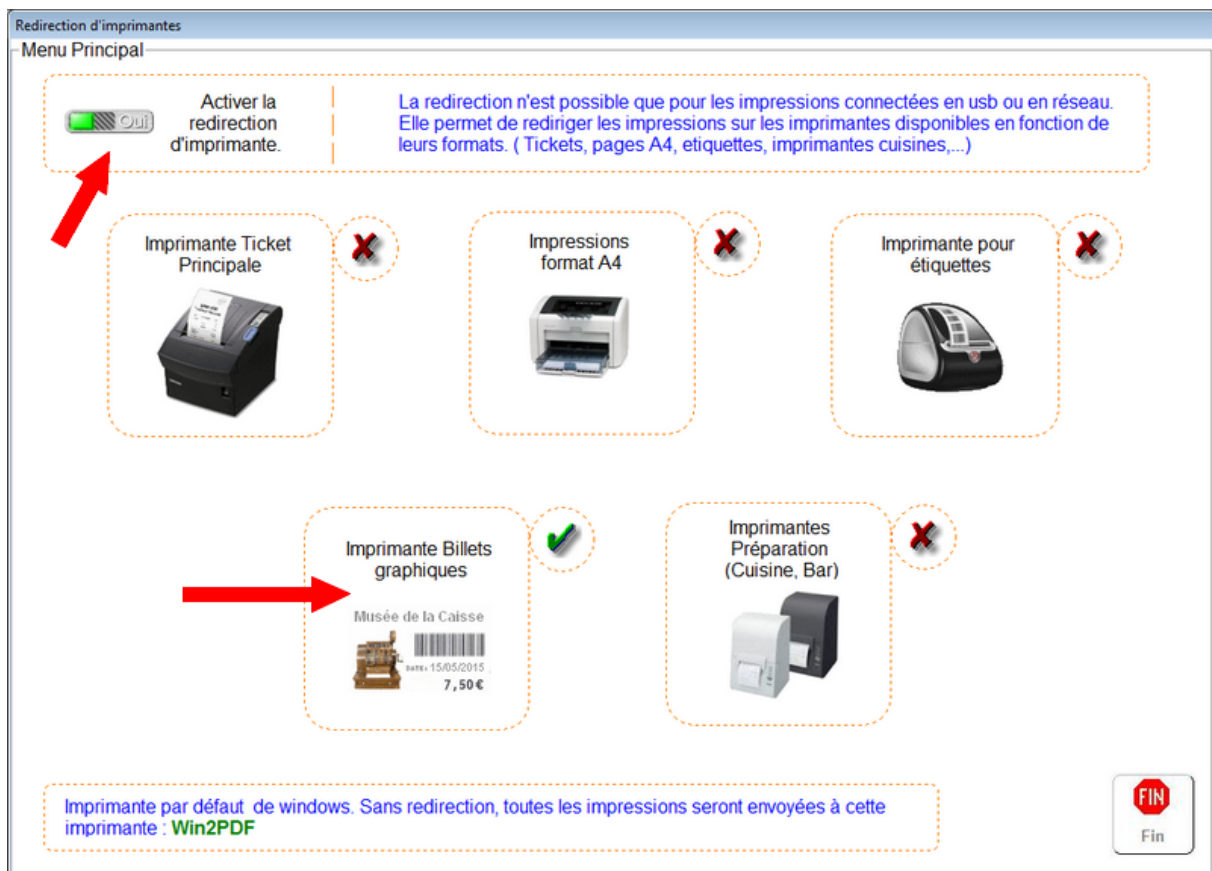 Redirection d'imprimantes
Menu Principal
Oui
Activer la
redirection
d'imprimante.
La redirection n'est possible que pour les impressions connectées en usb ou en réseau.
Elle permet de rediriger les impressions sur les imprimantes disponibles en fonction de
leurs formats. ( Tickets, pages A4, etiquettes, imprimantes cuisines,...)
Imprimante Ticket
Principale
Impressions
format A4
Imprimante pour
étiquettes
Imprimante Billets
graphiques
Musée de la Caisse
DATE: 15/05/2015
7,50€
Imprimantes
Préparation
(Cuisine, Bar)
Imprimante par défaut de windows. Sans redirection, toutes les impressions seront envoyées à cette
imprimante : Win2PDF
FIN
Fin